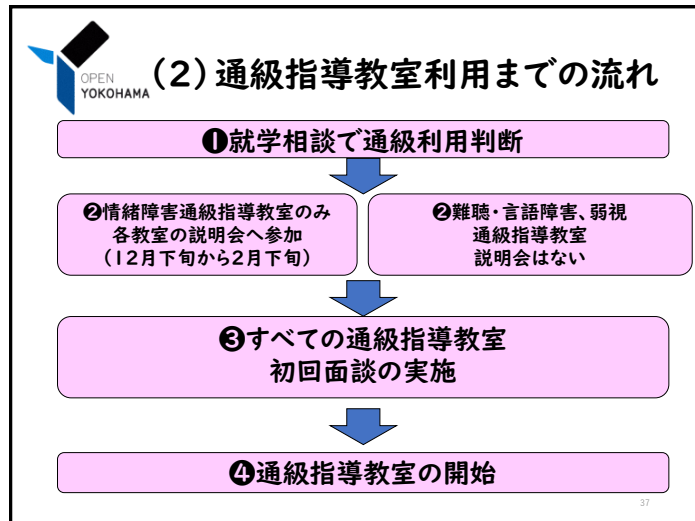 OPEN
YOKOHAMA
(2)通級指導教室利用までの流れ
❶就学相談で通級利用判断
❷情緒障害通級指導教室のみ
各教室の説明会へ参加
(12月下旬から2月下旬)
❷難聴・言語障害、弱視
通級指導教室
説明会はない
❸すべての通級指導教室
初回面談の実施
❹通級指導教室の開始
37